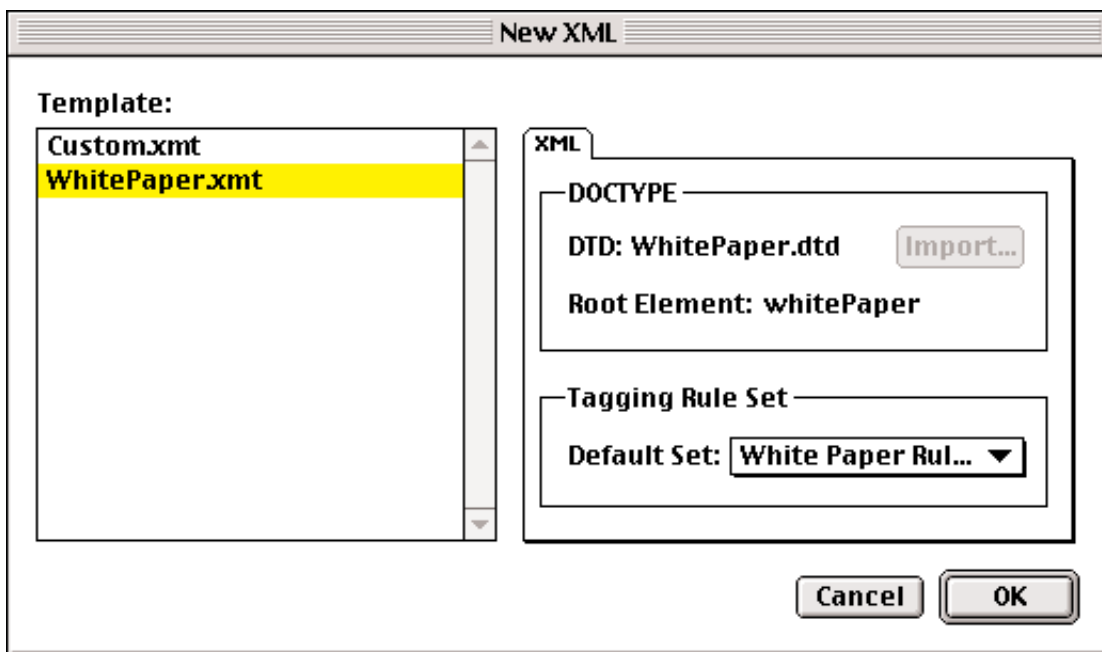 New XML
Template:
Custom.xmt
WhitePaper.xmt
XML
DOCTYPE
DTD: WhitePaper.dtd
Import...
Root Element: whitePaper
Tagging Rule Set
Default Set: White Paper Rul...
Cancel
OK